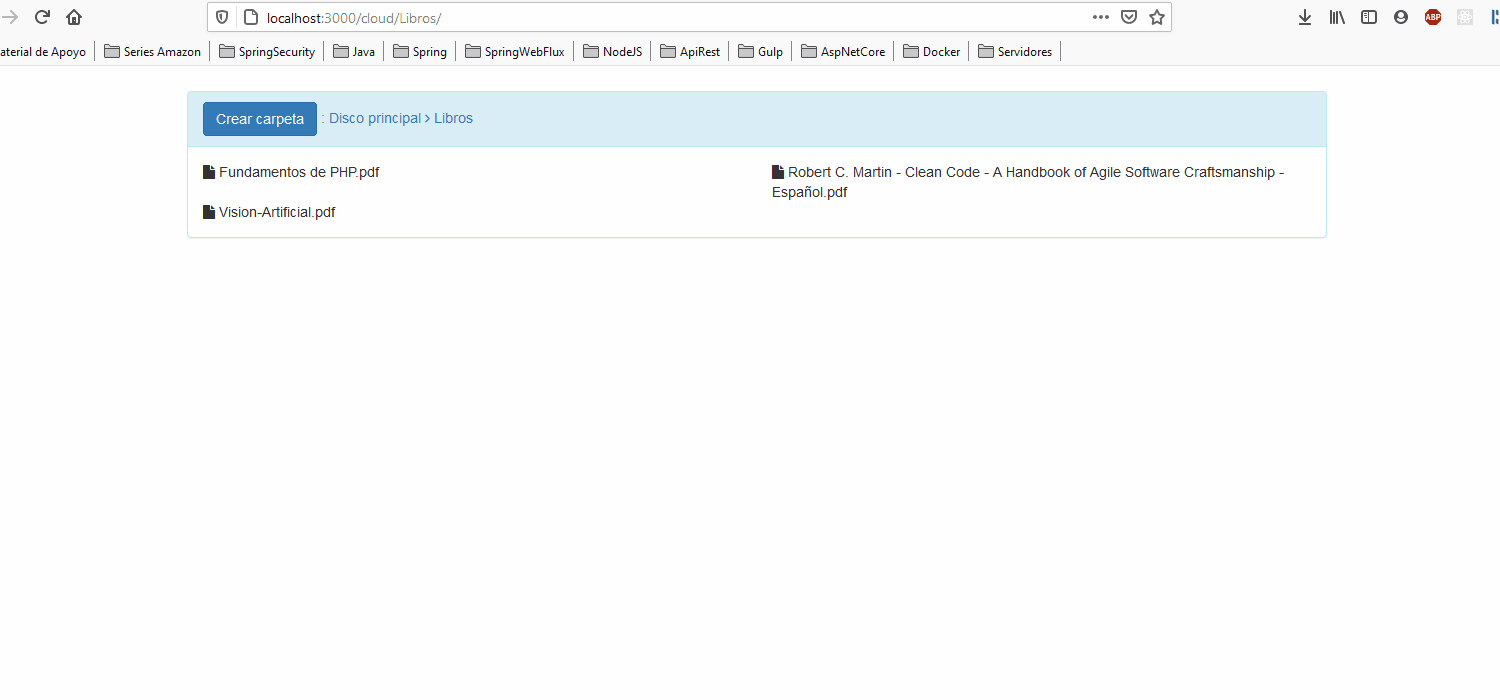 localhost:3000/cloud/Libros/
ABP
aterial de Apoyo Series Amazon SpringSecurity Java Spring SpringWebFlux NodeJS ApiRest Gulp AspNetCore Docker Servidores
Crear carpeta : Disco principal › Libros
Fundamentos de PHP.pdf
Robert C. Martin - Clean Code - A Handbook of Agile Software Craftsmanship -
Español.pdf
Vision-Artificial.pdf